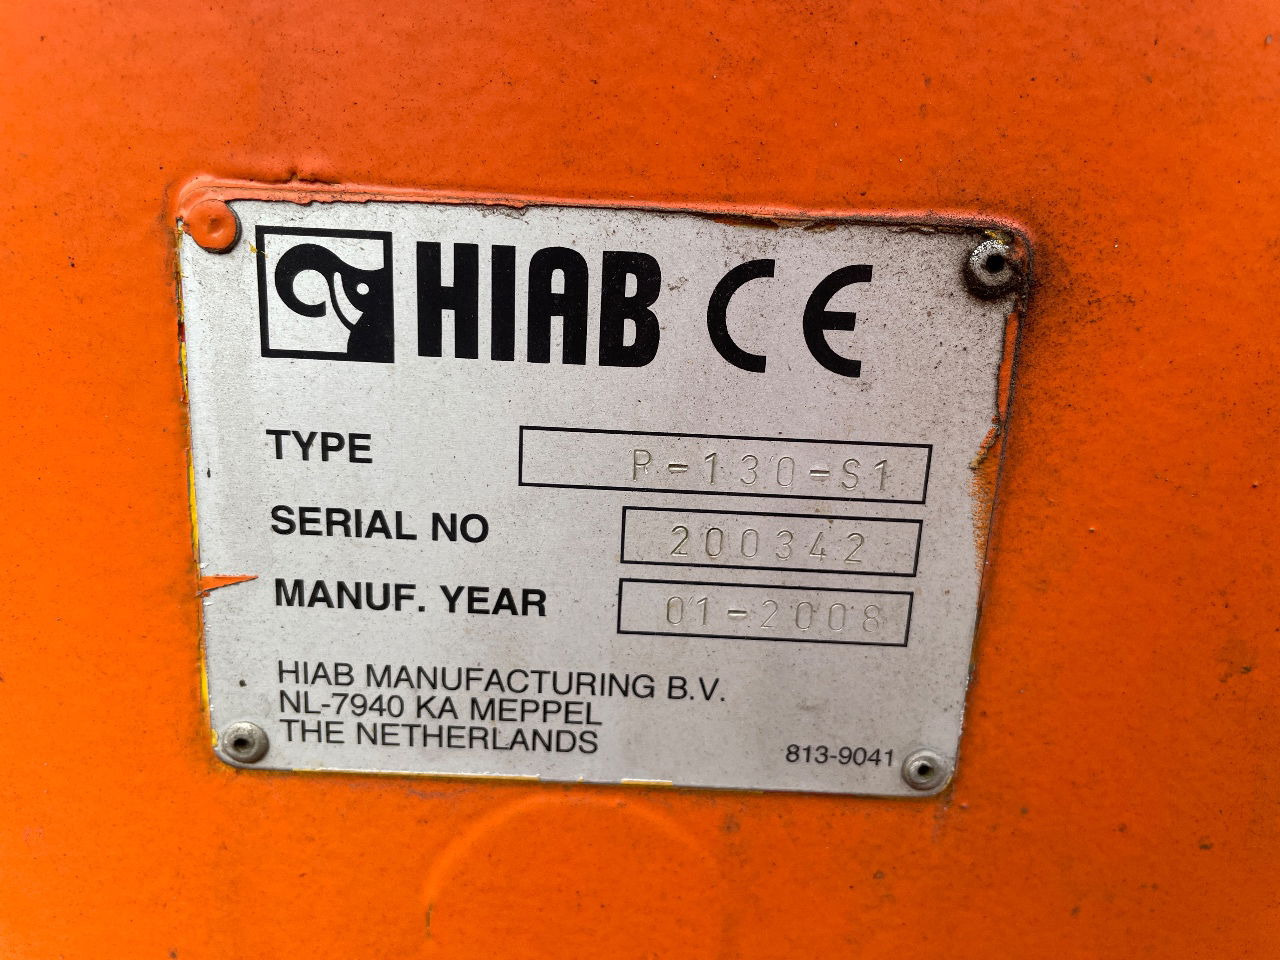 HIAB CE
TYPE R-130-S1
SERIAL NO 200342
MANUF. YEAR 01-2008
HIAB MANUFACTURING B.V.
NL-7940 KA MEPPEL
THE NETHERLANDS
813-9041